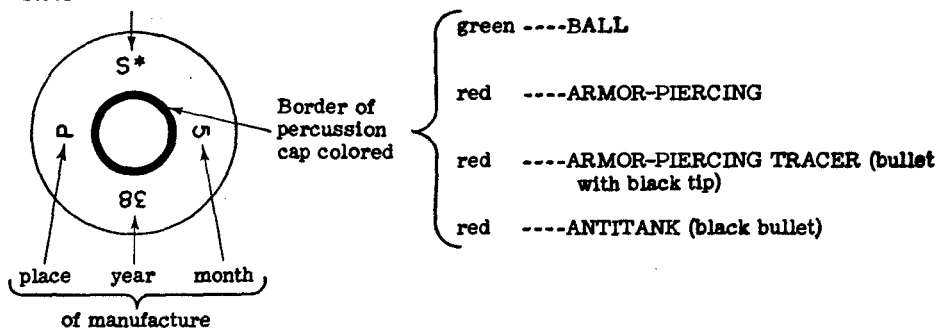 green ----BALL
S*
red ----ARMOR-PIERCING
Border of
percussion
cap colored
P
5
red ----ARMOR-PIERCING TRACER (bullet
with black tip)
38
red ----ANTITANK (black bullet)
place year month
of manufacture